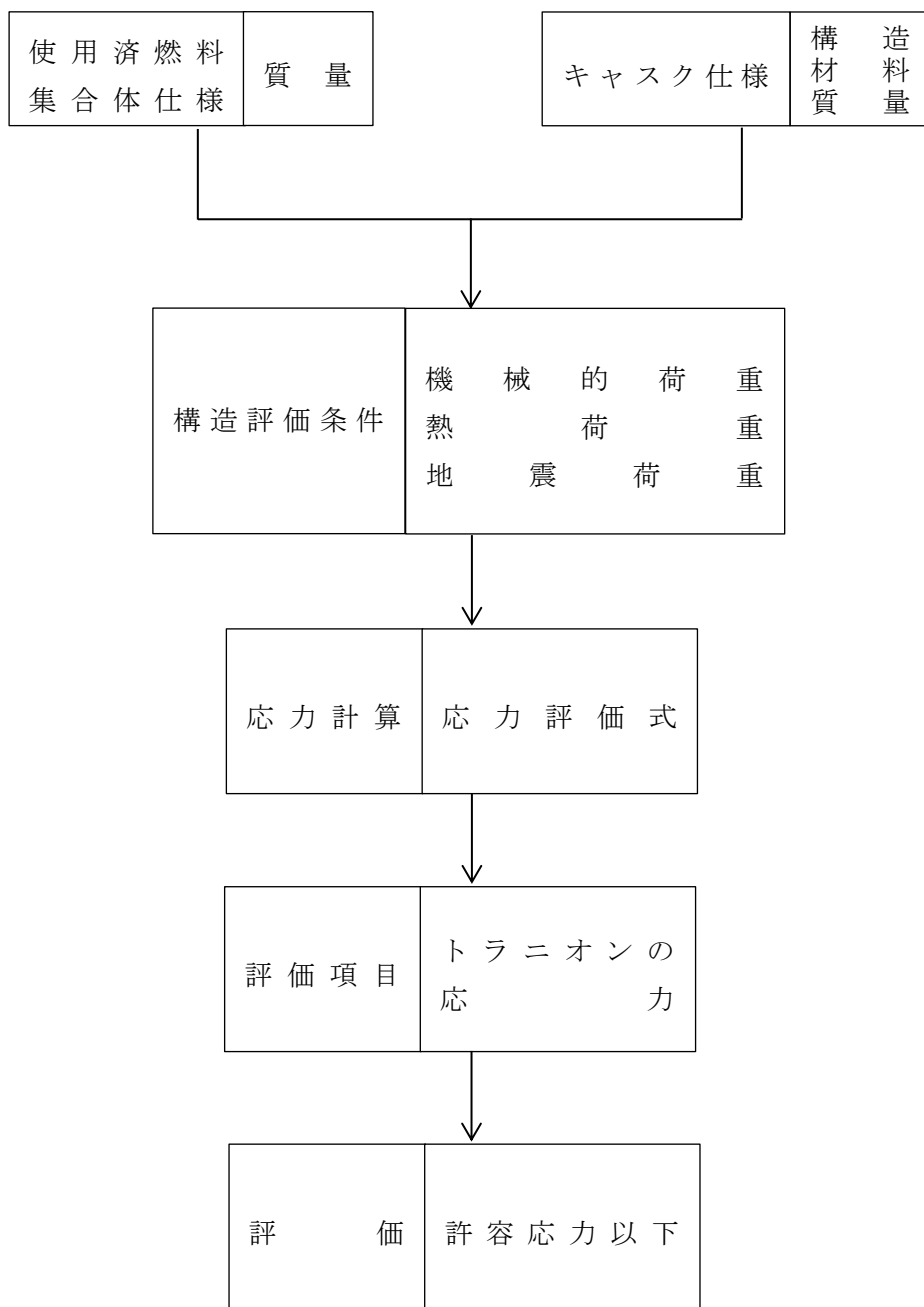 使用済燃料
集合体仕様
質量
キャスク仕様
構造
材料
質量
構造評価条件
機械的荷重
熱荷重
地震荷重
応力計算
応力評価式
評価項目
トラニオンの
応力
評価
許容応力以下